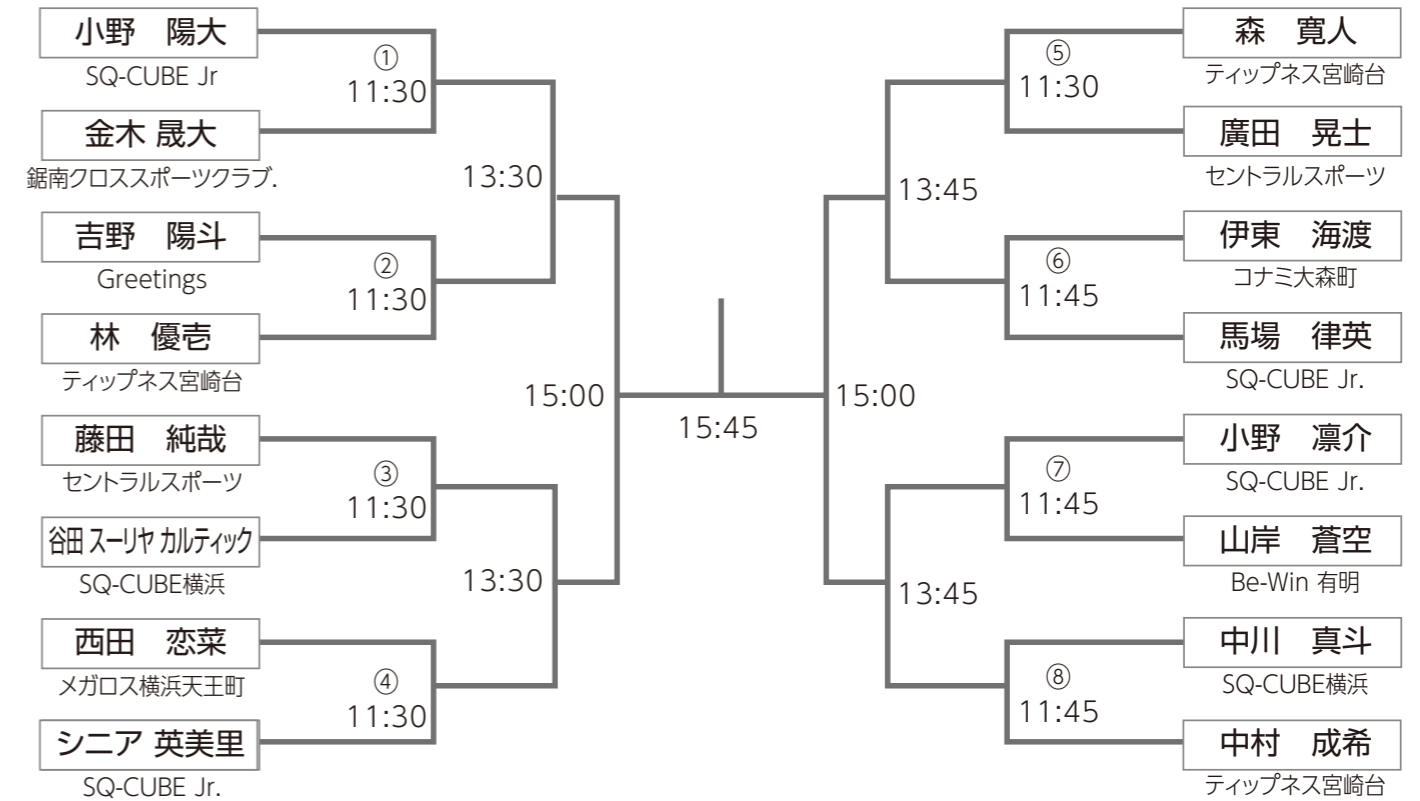 小野　陽大
SQ-CUBE Jr
①
11:30
金木 晟大
鋸南クロススポーツクラブ.
13:30
吉野　陽斗
Greetings
②
11:30
林　優壱
ティップネス宮崎台
15:00
藤田　純哉
セントラルスポーツ
③
11:30
谷田 スーリヤ カルティック
SQ-CUBE横浜
13:30
西田　恋菜
メガロス横浜天王町
④
11:30
シニア 英美里
SQ-CUBE Jr.
15:45
森　寛人
ティップネス宮崎台
⑤
11:30
廣田　晃士
セントラルスポーツ
13:45
伊東　海渡
コナミ大森町
⑥
11:45
馬場　律英
SQ-CUBE Jr.
15:00
小野　凛介
SQ-CUBE Jr.
⑦
11:45
山岸　蒼空
Be-Win 有明
13:45
中川　真斗
SQ-CUBE横浜
⑧
11:45
中村　成希
ティップネス宮崎台